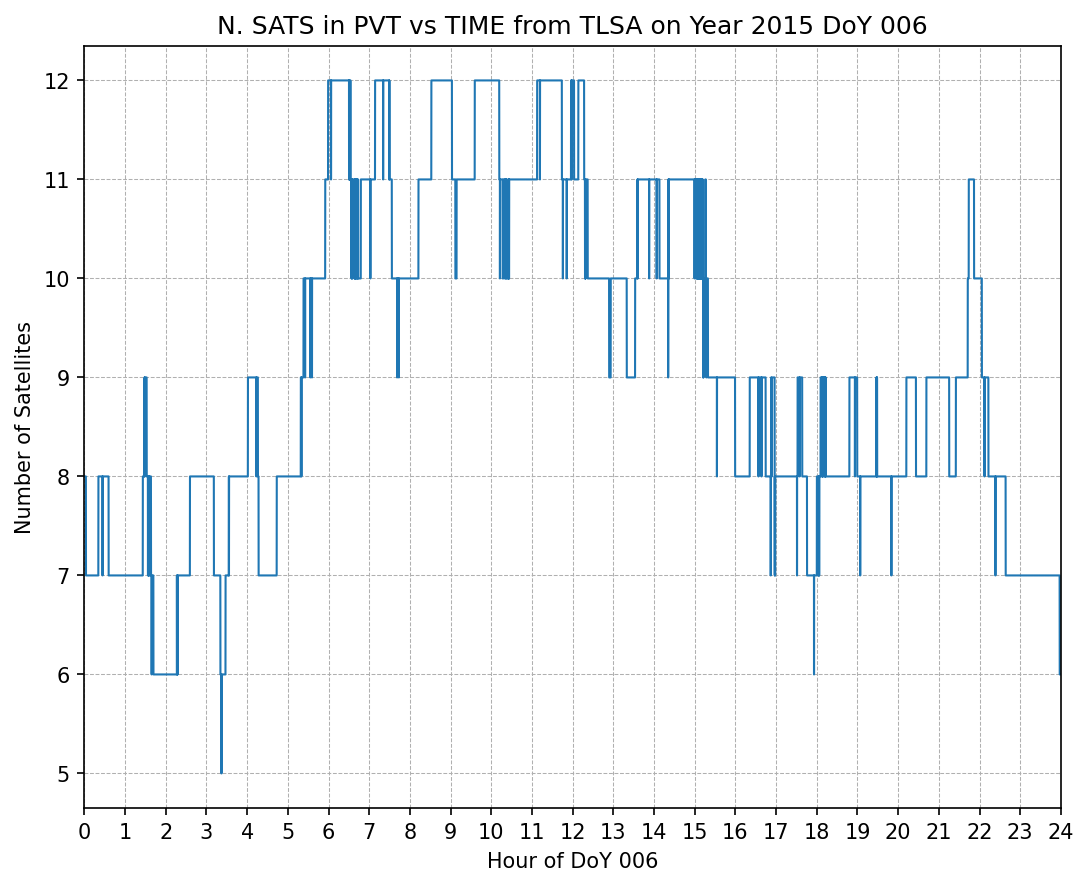 N. SATS in PVT vs TIME from TLSA on Year 2015 DoY 006
Number of Satellites
12
11
10
9
8
7
6
5
0 1 2 3 4 5 6 7 8 9 10 11 12 13 14 15 16 17 18 19 20 21 22 23 24
Hour of DoY 006